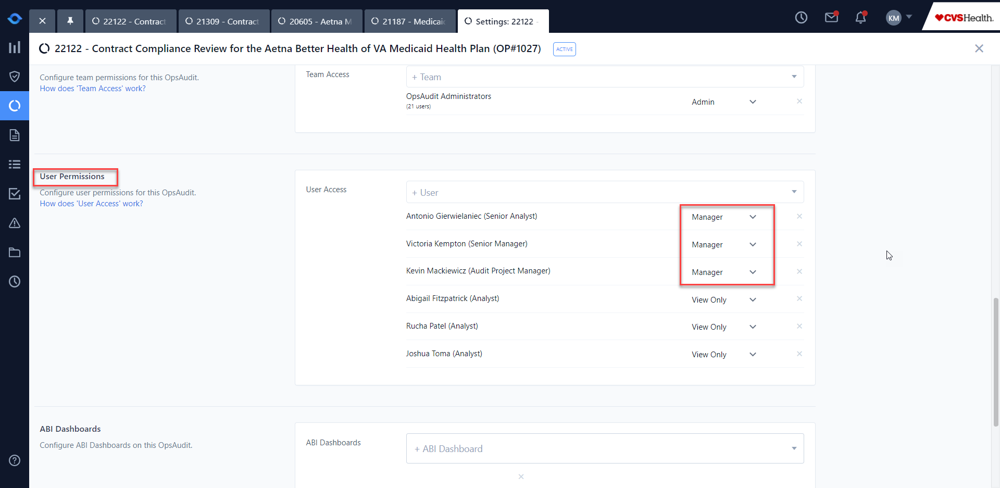 22122 - Contract
21309 - Contract
20605 - Aetna M
21187 - Medicaid
Settings: 22122 -
KM
CVSHealth.
22122 - Contract Compliance Review for the Aetna Better Health of VA Medicaid Health Plan (OP#1027)
ACTIVE
Configure team permissions for this OpsAudit.
How does 'Team Access' work?
Team Access
+ Team
OpsAudit Administrators
(21 users)
Admin
User Permissions
Configure user permissions for this OpsAudit.
How does 'User Access' work?
User Access
+ User
Antonio Gierwielaniec (Senior Analyst)
Manager
Victoria Kempton (Senior Manager)
Manager
Kevin Mackiewicz (Audit Project Manager)
Manager
Abigail Fitzpatrick (Analyst)
View Only
Rucha Patel (Analyst)
View Only
Joshua Toma (Analyst)
View Only
ABI Dashboards
Configure ABI Dashboards on this OpsAudit.
ABI Dashboards
+ ABI Dashboard